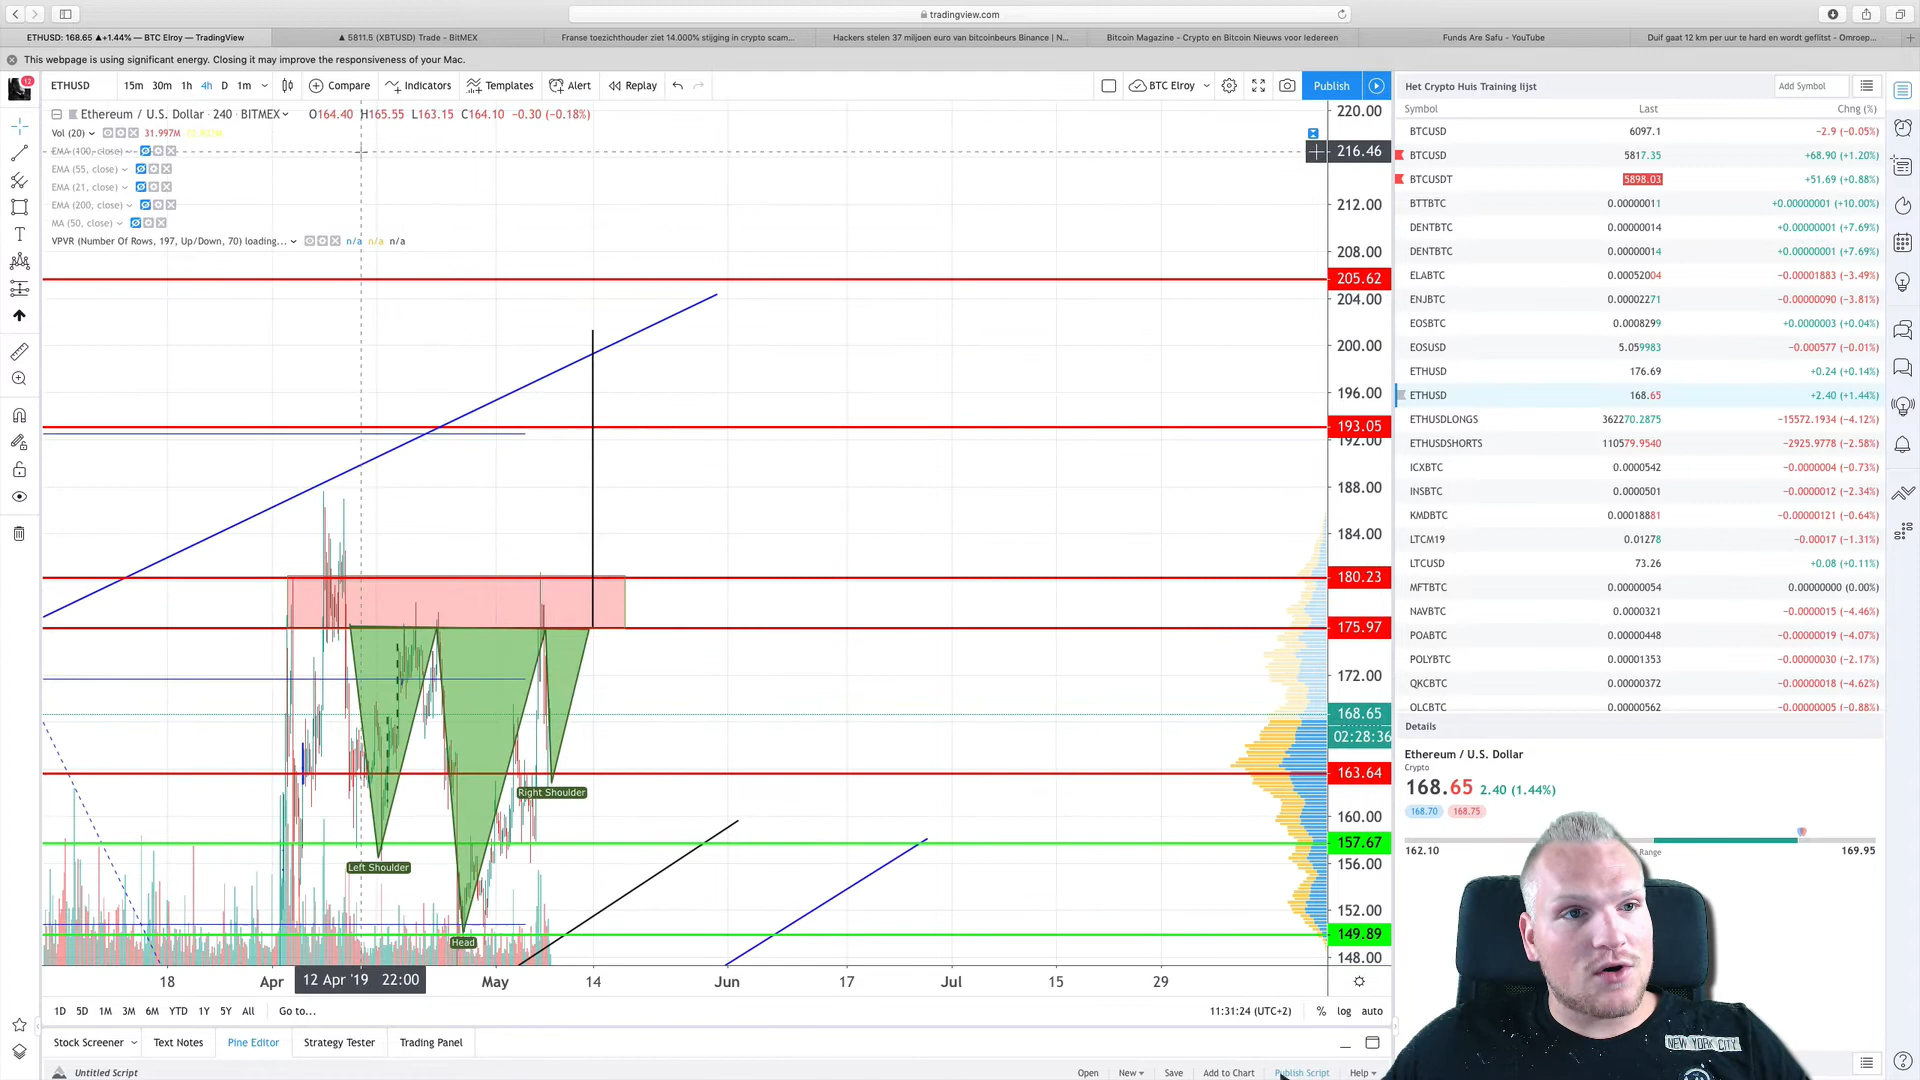 tradingview.com
ETHUSD: 168.65 ▲+1.44% — BTC Elroy — TradingView
▲ 5811.5 (XBTUSD) Trade - BitMEX
Franse toezichthouder ziet 14.000% stijging in crypto scam...
Hackers stelen 37 miljoen euro van bitcoinbeurs Binance | N...
Bitcoin Magazine - Crypto en Bitcoin Nieuws voor Iedereen
Funds Are Safu - YouTube
Duif gaat 12 km per uur te hard en wordt geflitst - Omroep...
This webpage is using significant energy. Closing it may improve the responsiveness of your Mac.
12
ETHUSD 15m 30m 1h 4h D 1m Compare Indicators Templates Alert Replay BTC Elroy Publish
Ethereum / U.S. Dollar · 240 · BITMEX O164.40 H165.55 L163.15 C164.10 −0.30 (−0.18%)
Vol (20) 31.997M
EMA (100, close)
EMA (55, close)
EMA (21, close)
EMA (200, close)
MA (50, close)
VPVR (Number Of Rows, 197, Up/Down, 70) loading... n/a n/a n/a
220.00
216.46
212.00
208.00
205.62
204.00
200.00
196.00
193.05
192.00
188.00
184.00
180.23
175.97
172.00
168.65
02:28:36
163.64
160.00
157.67
156.00
152.00
149.89
148.00
Right Shoulder
Left Shoulder
Head
18 Apr 12 Apr '19 22:00 May 14 Jun 17 Jul 15 29
1D 5D 1M 3M 6M YTD 1Y 5Y All Go to... 11:31:24 (UTC+2) % log auto
Stock Screener Text Notes Pine Editor Strategy Tester Trading Panel
Untitled Script Open New Save Add to Chart Publish Script Help
Het Crypto Huis Training lijst Add Symbol
Symbol Last Chng (%)
BTCUSD 6097.1 −2.9 (−0.05%)
BTCUSD 5817.35 +68.90 (+1.20%)
BTCUSDT 5898.03 +51.69 (+0.88%)
BTTBTC 0.00000011 +0.00000001 (+10.00%)
DENTBTC 0.00000014 +0.00000001 (+7.69%)
DENTBTC 0.00000014 +0.00000001 (+7.69%)
ELABTC 0.00052004 −0.00001883 (−3.49%)
ENJBTC 0.00002271 −0.00000090 (−3.81%)
EOSBTC 0.0008299 +0.0000003 (+0.04%)
EOSUSD 5.059983 −0.000577 (−0.01%)
ETHUSD 176.69 +0.24 (+0.14%)
ETHUSD 168.65 +2.40 (+1.44%)
ETHUSDLONGS 362270.2875 −15572.1934 (−4.12%)
ETHUSDSHORTS 110579.9540 −2925.9778 (−2.58%)
ICXBTC 0.0000542 −0.0000004 (−0.73%)
INSBTC 0.0000501 −0.0000012 (−2.34%)
KMDBTC 0.00018881 −0.00000121 (−0.64%)
LTCM19 0.01278 −0.00017 (−1.31%)
LTCUSD 73.26 +0.08 (+0.11%)
MFTBTC 0.00000054 0.00000000 (0.00%)
NAVBTC 0.0000321 −0.0000015 (−4.46%)
POABTC 0.00000448 −0.00000019 (−4.07%)
POLYBTC 0.00001353 −0.00000030 (−2.17%)
QKCBTC 0.00000372 −0.00000018 (−4.62%)
OLCBTC 0.00000562 −0.00000005 (−0.88%)
Details
Ethereum / U.S. Dollar
Crypto
168.65 2.40 (1.44%)
168.70 168.75
162.10 Range 169.95
NEW YORK CITY